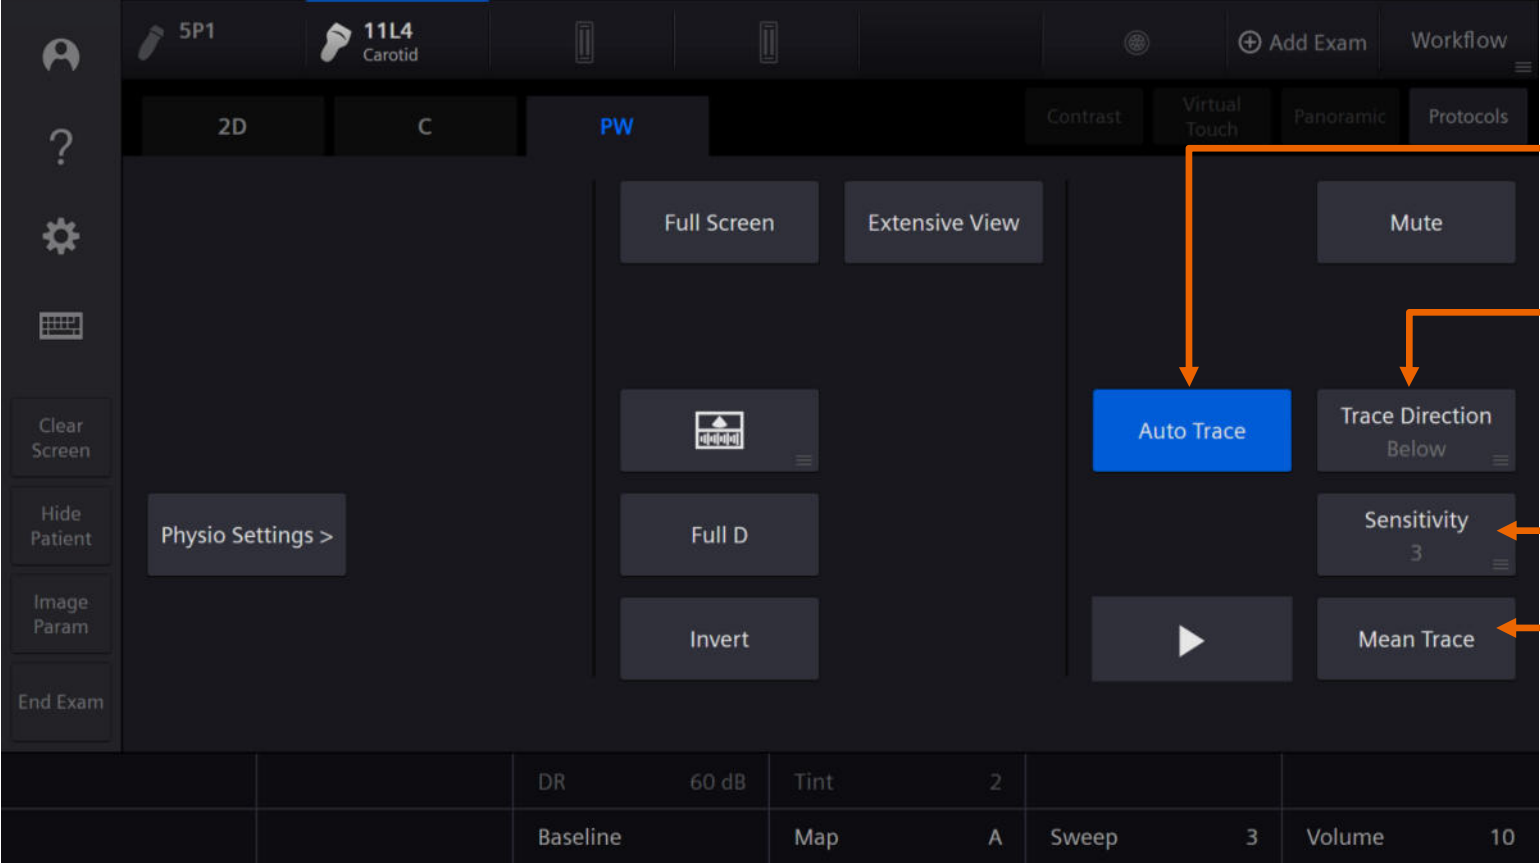 5P1
11L4
Carotid
Add Exam
Workflow
2D
C
PW
Contrast
Virtual
Touch
Panoramic
Protocols
Full Screen
Extensive View
Mute
Clear
Screen
Auto Trace
Trace Direction
Below
Hide
Patient
Physio Settings >
Full D
Sensitivity
3
Image
Param
Invert
Mean Trace
End Exam
DR 60 dB Tint 2
Baseline Map A Sweep 3 Volume 10